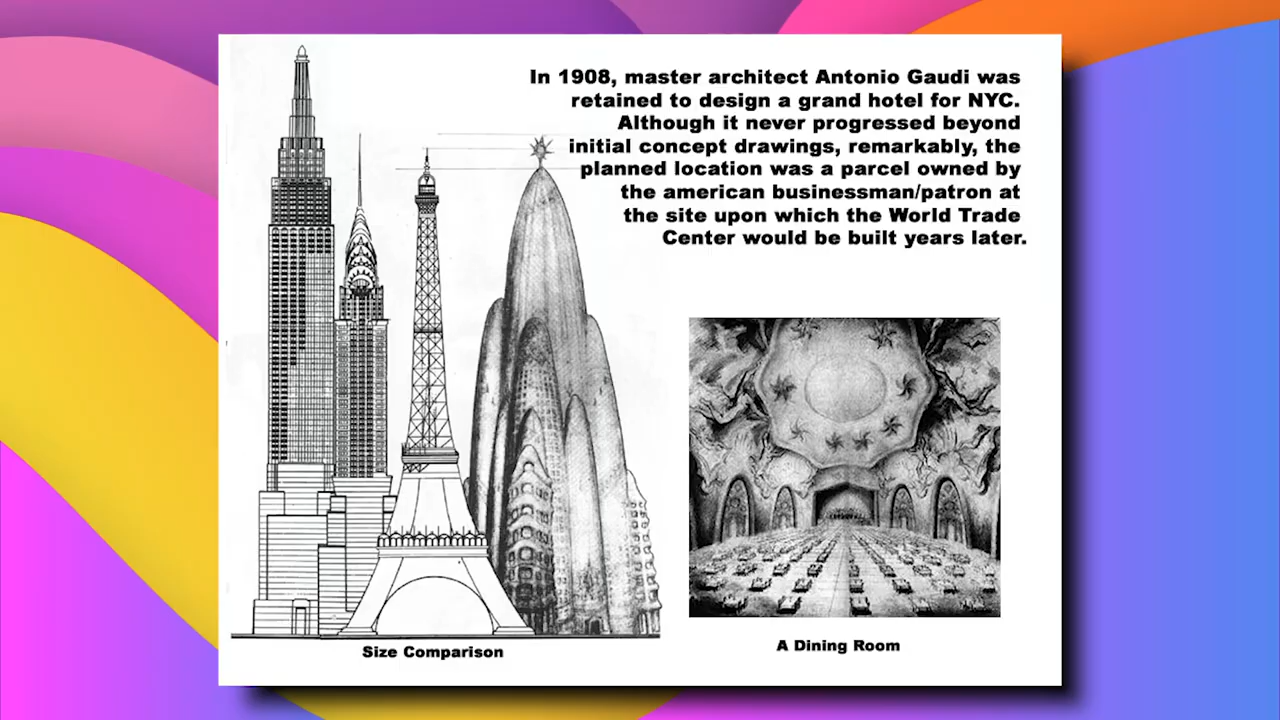 In 1908, master architect Antonio Gaudi was
retained to design a grand hotel for NYC.
Although it never progressed beyond
initial concept drawings, remarkably, the
planned location was a parcel owned by
the american businessman/patron at
the site upon which the World Trade
Center would be built years later.
Size Comparison
A Dining Room